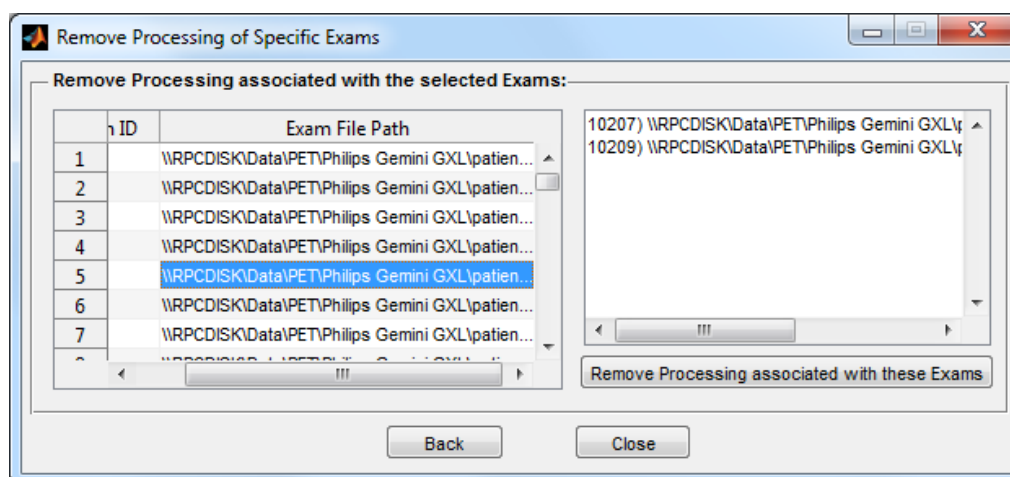 Remove Processing of Specific Exams
Remove Processing associated with the selected Exams:
ID Exam File Path
1 \\RPCDISK\Data\PET\Philips Gemini GXL\patien...
2 \\RPCDISK\Data\PET\Philips Gemini GXL\patien...
3 \\RPCDISK\Data\PET\Philips Gemini GXL\patien...
4 \\RPCDISK\Data\PET\Philips Gemini GXL\patien...
5 \\RPCDISK\Data\PET\Philips Gemini GXL\patien...
6 \\RPCDISK\Data\PET\Philips Gemini GXL\patien...
7 \\RPCDISK\Data\PET\Philips Gemini GXL\patien...
10207) \\RPCDISK\Data\PET\Philips Gemini GXL\p
10209) \\RPCDISK\Data\PET\Philips Gemini GXL\p
Remove Processing associated with these Exams
Back
Close